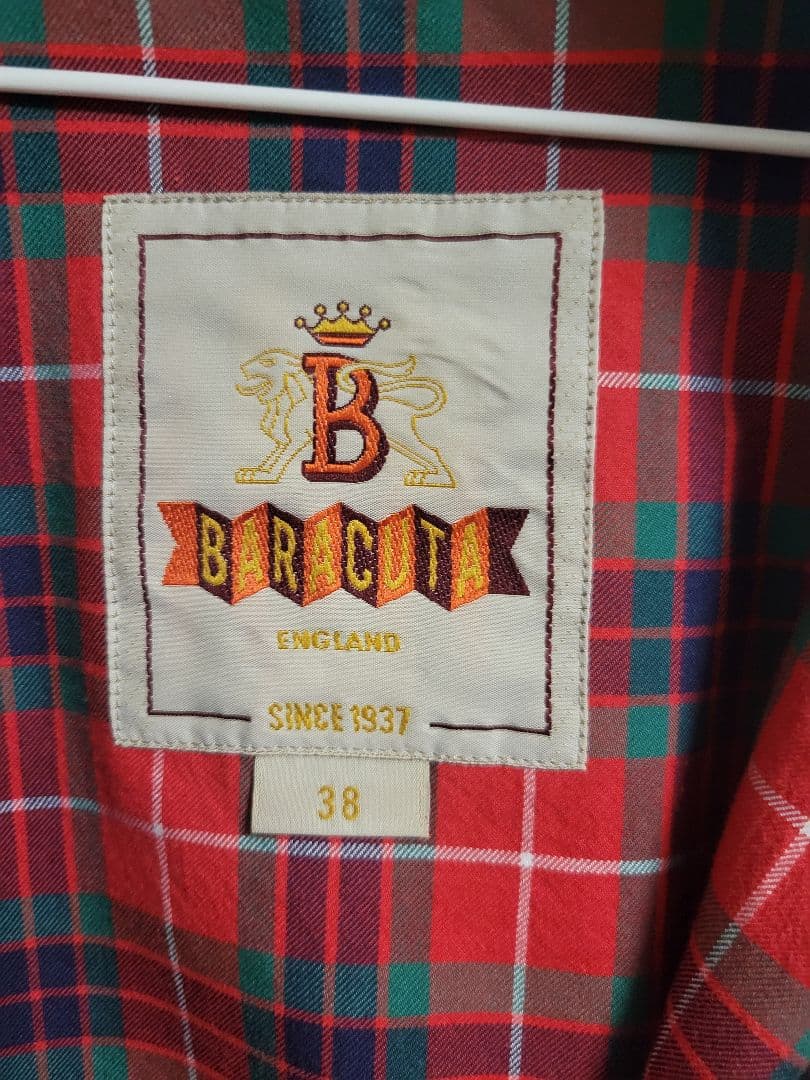 B
BARACUTA
ENGLAND
SINCE 1937
38